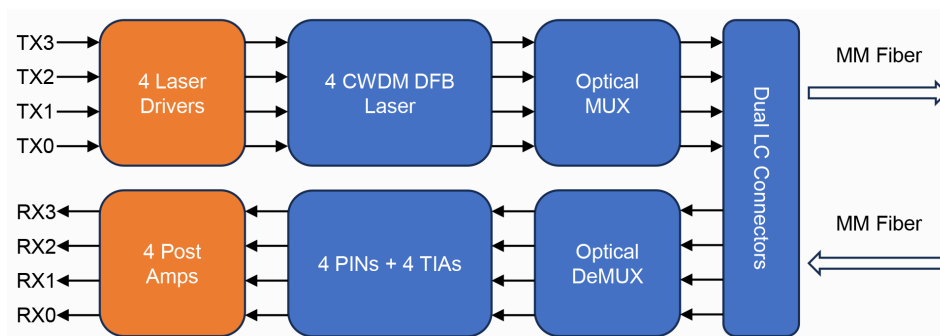 TX3
TX2
TX1
TX0
4 Laser
Drivers
4 CWDM DFB
Laser
Optical
MUX
Dual LC Connectors
MM Fiber
RX3
RX2
RX1
RX0
4 Post
Amps
4 PINs + 4 TIAs
Optical
DeMUX
MM Fiber